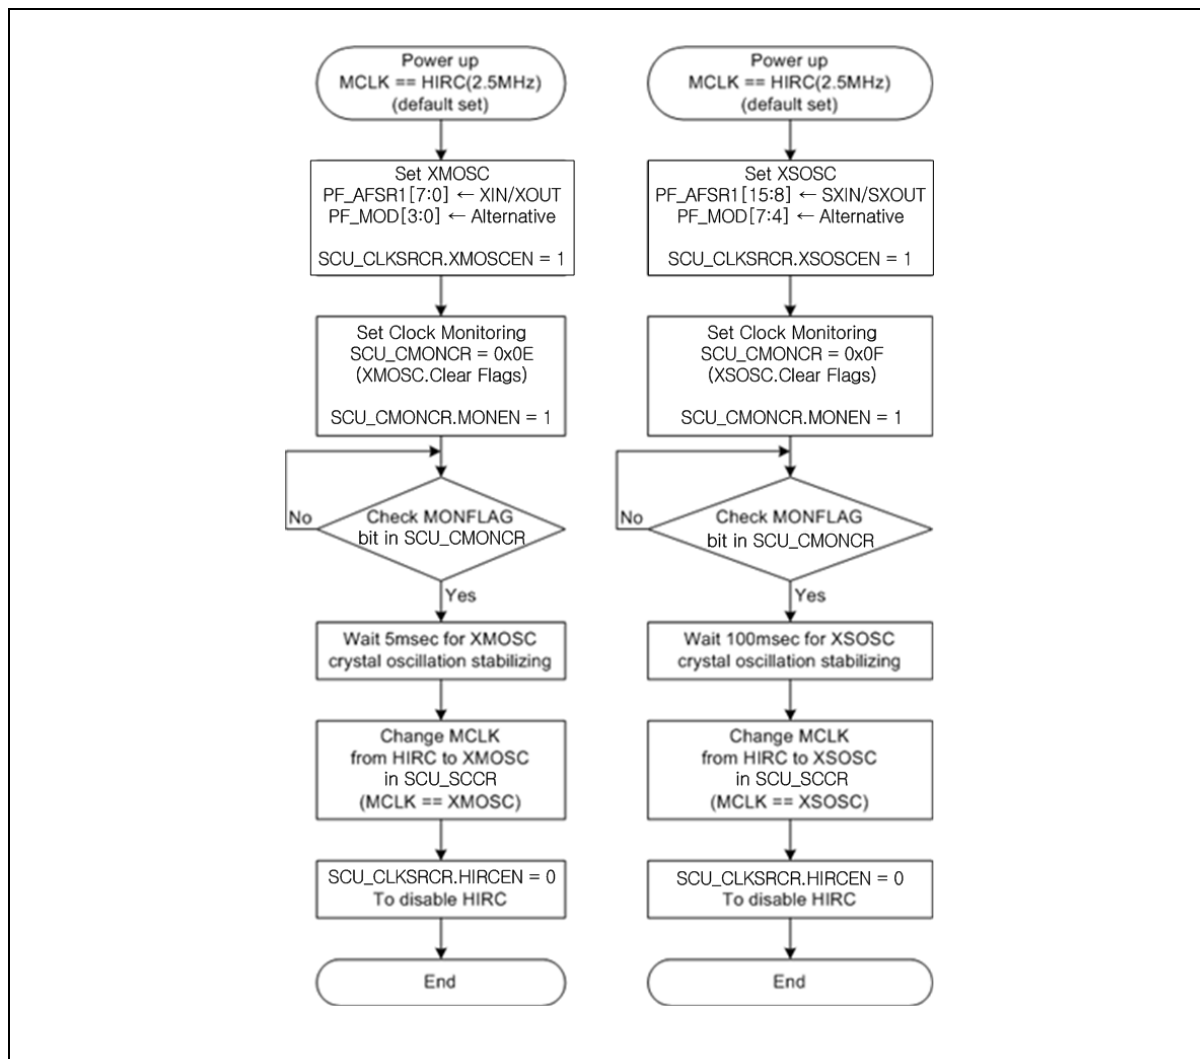 Power up
MCLK == HIRC(2.5MHz)
(default set)
Set XMOSC
PF_AFSR1[7:0] ← XIN/XOUT
PF_MOD[3:0] ← Alternative
SCU_CLKSRCR.XMOSCEN = 1
Set Clock Monitoring
SCU_CMONCR = 0x0E
(XMOSC.Clear Flags)
SCU_CMONCR.MONEN = 1
No
Check MONFLAG
bit in SCU_CMONCR
Yes
Wait 5msec for XMOSC
crystal oscillation stabilizing
Change MCLK
from HIRC to XMOSC
in SCU_SCCR
(MCLK == XMOSC)
SCU_CLKSRCR.HIRCEN = 0
To disable HIRC
End
Power up
MCLK == HIRC(2.5MHz)
(default set)
Set XSOSC
PF_AFSR1[15:8] ← SXIN/SXOUT
PF_MOD[7:4] ← Alternative
SCU_CLKSRCR.XSOSCEN = 1
Set Clock Monitoring
SCU_CMONCR = 0x0F
(XSOSC.Clear Flags)
SCU_CMONCR.MONEN = 1
No
Check MONFLAG
bit in SCU_CMONCR
Yes
Wait 100msec for XSOSC
crystal oscillation stabilizing
Change MCLK
from HIRC to XSOSC
in SCU_SCCR
(MCLK == XSOSC)
SCU_CLKSRCR.HIRCEN = 0
To disable HIRC
End